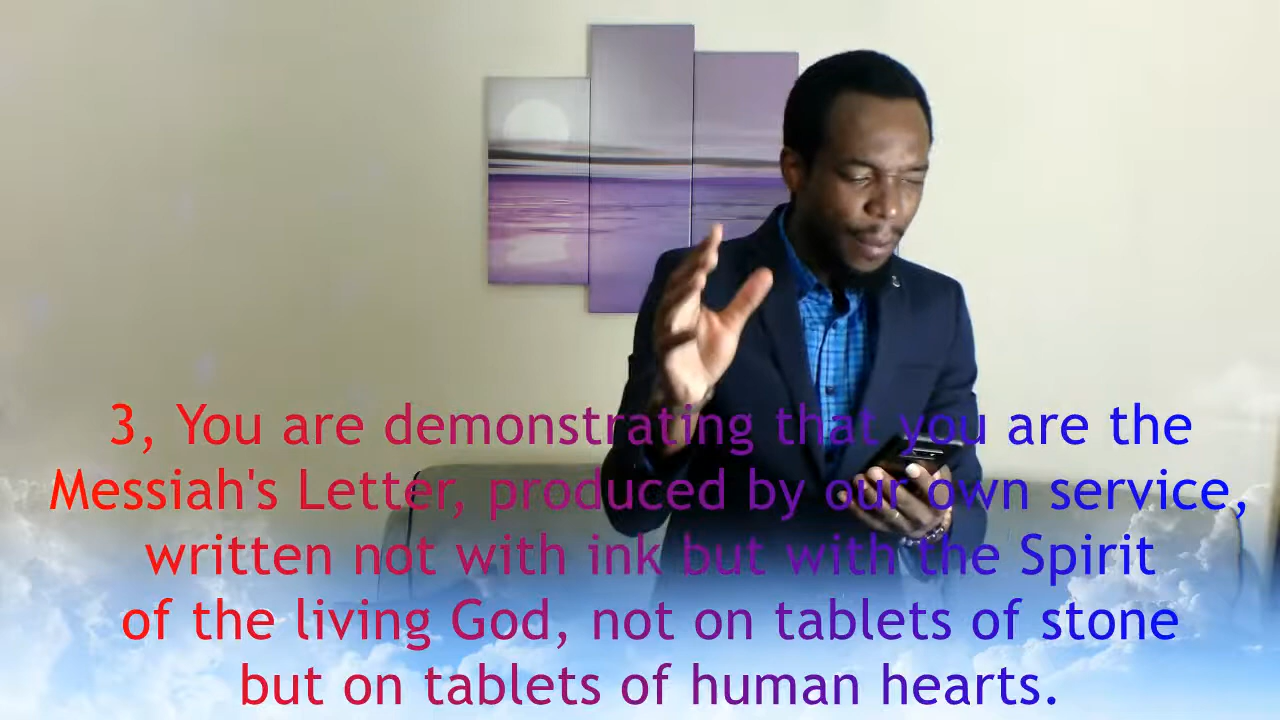 3, You are demonstrating that you are the
Messiah's Letter, produced by our own service,
written not with ink but with the Spirit
of the living God, not on tablets of stone
but on tablets of human hearts.